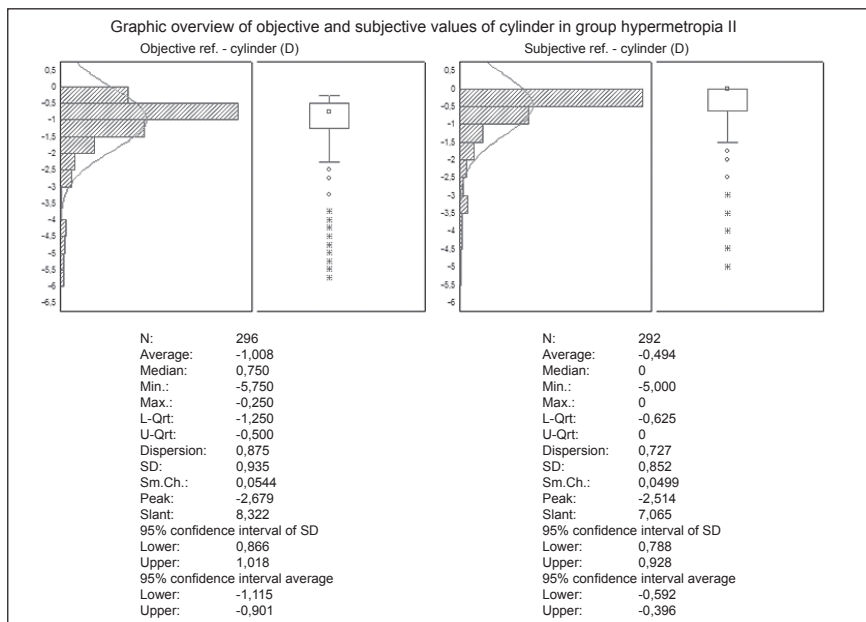 Graphic overview of objective and subjective values of cylinder in group hypermetropia II
Objective ref. - cylinder (D)
0,5
0
-0,5
-1
-1,5
-2
-2,5
-3
-3,5
-4
-4,5
-5
-5,5
-6
-6,5
N: 296
Average: -1,008
Median: 0,750
Min.: -5,750
Max.: -0,250
L-Qrt: -1,250
U-Qrt: -0,500
Dispersion: 0,875
SD: 0,935
Sm.Ch.: 0,0544
Peak: -2,679
Slant: 8,322
95% confidence interval of SD
Lower: 0,866
Upper: 1,018
95% confidence interval average
Lower: -1,115
Upper: -0,901
Subjective ref. - cylinder (D)
0,5
0
-0,5
-1
-1,5
-2
-2,5
-3
-3,5
-4
-4,5
-5
-5,5
-6
N: 292
Average: -0,494
Median: 0
Min.: -5,000
Max.: 0
L-Qrt: -0,625
U-Qrt: 0
Dispersion: 0,727
SD: 0,852
Sm.Ch.: 0,0499
Peak: -2,514
Slant: 7,065
95% confidence interval of SD
Lower: 0,788
Upper: 0,928
95% confidence interval average
Lower: -0,592
Upper: -0,396